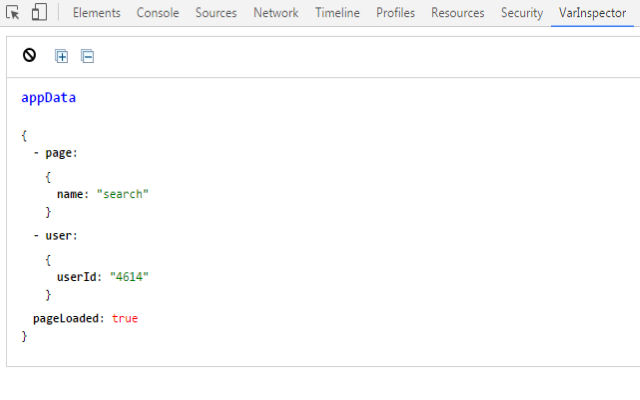 Elements Console Sources Network Timeline Profiles Resources Security VarInspector
appData
{
- page:
{
name: "search"
}
- user:
{
userId: "4614"
}
pageLoaded: true
}